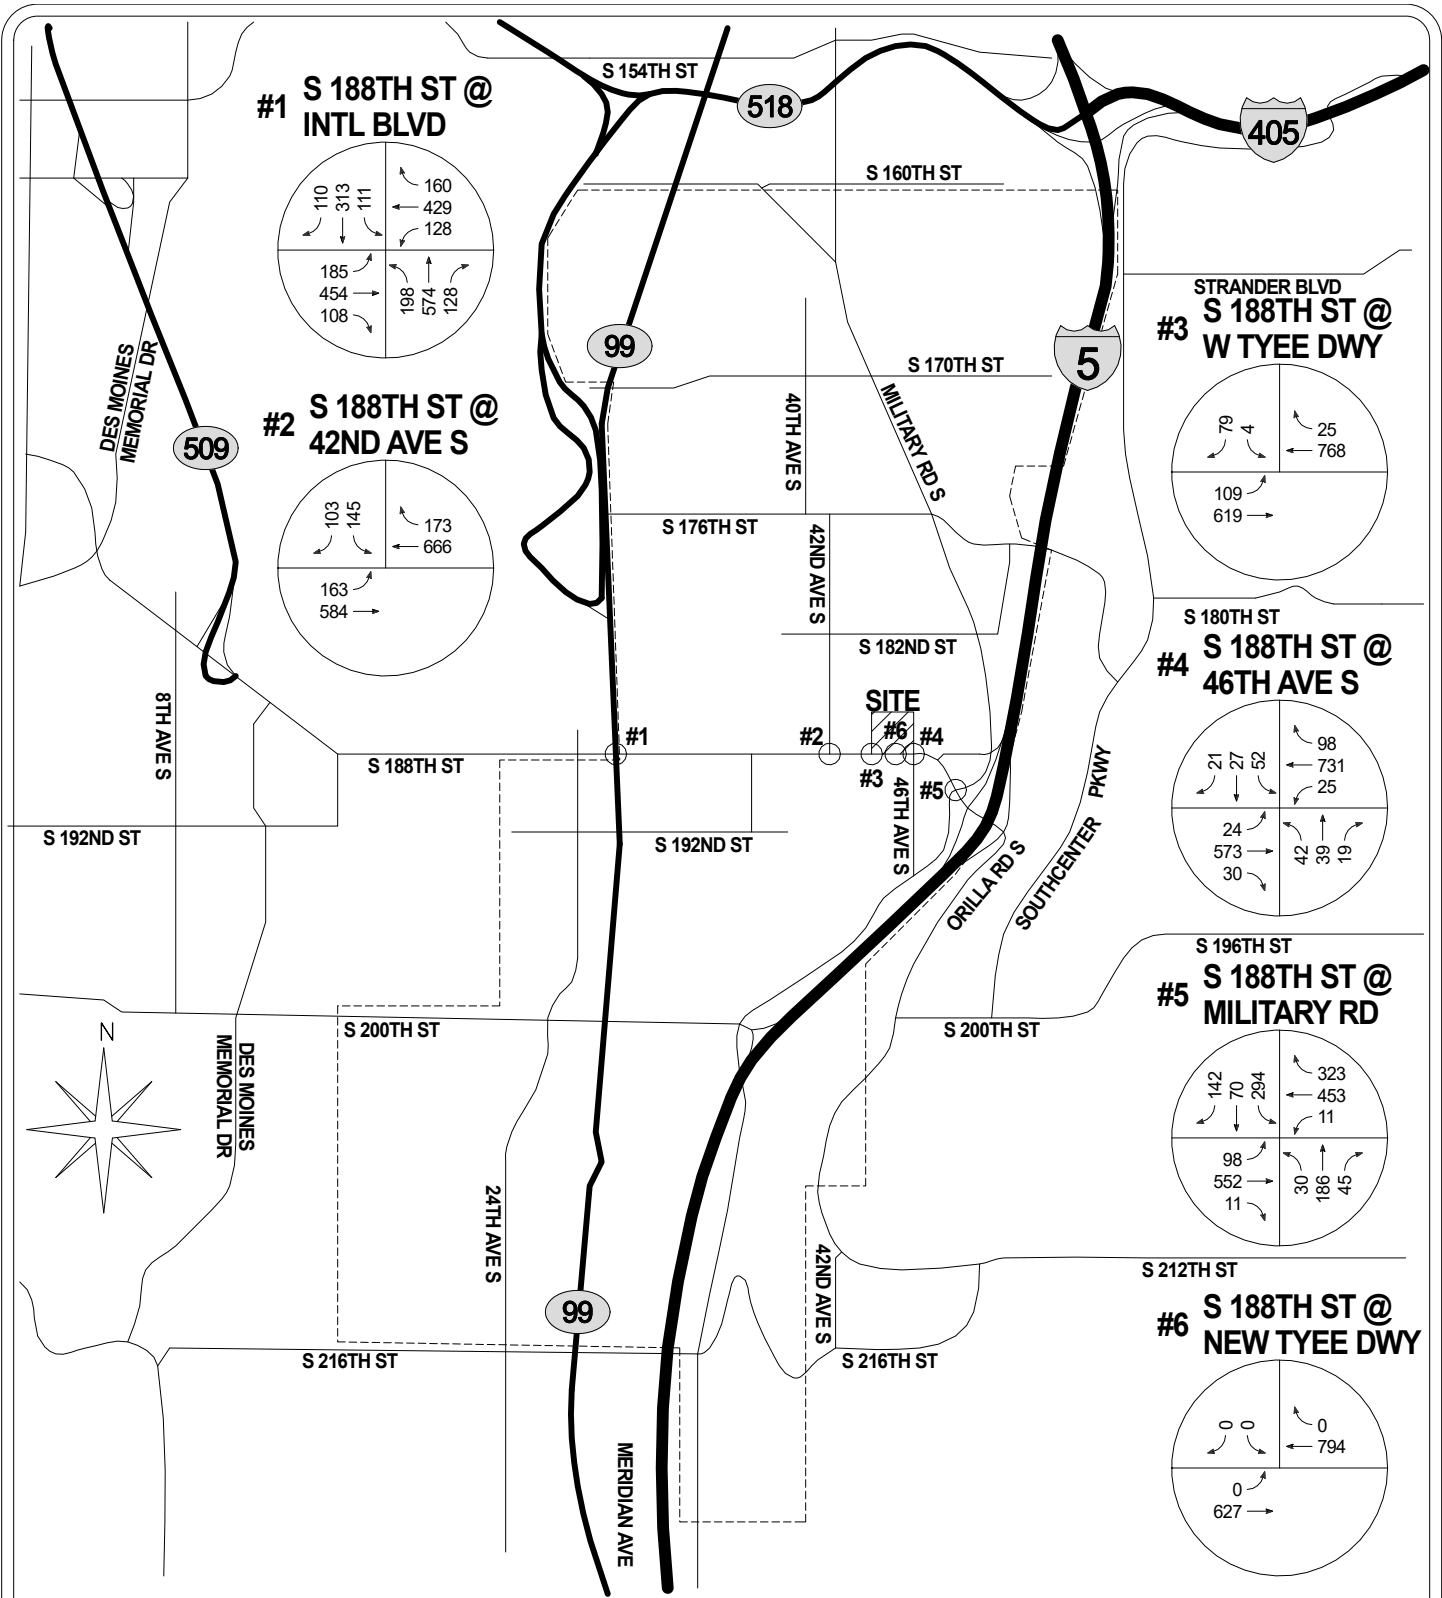 S 154TH ST
518
405
#1
S 188TH ST @
INTL BLVD
110
313
111
160
429
128
185
454
108
198
574
128
S 160TH ST
STRANDER BLVD
#3
S 188TH ST @
W TYEE DWY
79
4
25
768
109
619
99
5
S 170TH ST
DES MOINES
MEMORIAL DR
509
40TH AVE S
MILITARY RD S
#2
S 188TH ST @
42ND AVE S
103
145
173
666
163
584
S 176TH ST
42ND AVE S
S 182ND ST
S 180TH ST
#4
S 188TH ST @
46TH AVE S
21
27
52
98
731
25
24
573
30
42
39
19
8TH AVE S
SITE
#1
#2
#6
#4
#3
#5
S 188TH ST
46TH AVE S
S 192ND ST
S 192ND ST
ORILLA RD S
SOUTHCENTER PKWY
S 196TH ST
#5
S 188TH ST @
MILITARY RD
142
70
294
323
453
11
98
552
11
30
186
45
S 200TH ST
S 200TH ST
N
DES MOINES
MEMORIAL DR
24TH AVE S
42ND AVE S
S 212TH ST
99
#6
S 188TH ST @
NEW TYEE DWY
0
0
0
794
0
627
S 216TH ST
S 216TH ST
MERIDIAN AVE